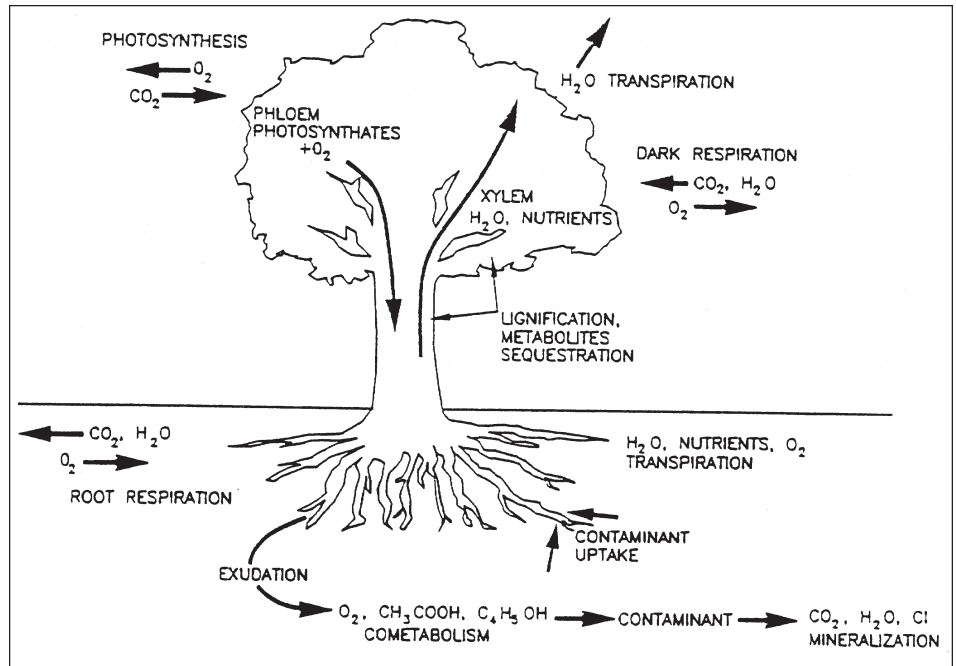 PHOTOSYNTHESIS
O₂
CO₂
H₂O TRANSPIRATION
PHLOEM
PHOTOSYNTHATES
+O₂
DARK RESPIRATION
CO₂, H₂O
O₂
XYLEM
H₂O, NUTRIENTS
LIGNIFICATION,
METABOLITES
SEQUESTRATION
CO₂, H₂O
O₂
ROOT RESPIRATION
H₂O, NUTRIENTS, O₂
TRANSPIRATION
CONTAMINANT
UPTAKE
EXUDATION
O₂, CH₃COOH, C₄H₅OH
COMETABOLISM
CONTAMINANT
CO₂, H₂O, Cl
MINERALIZATION